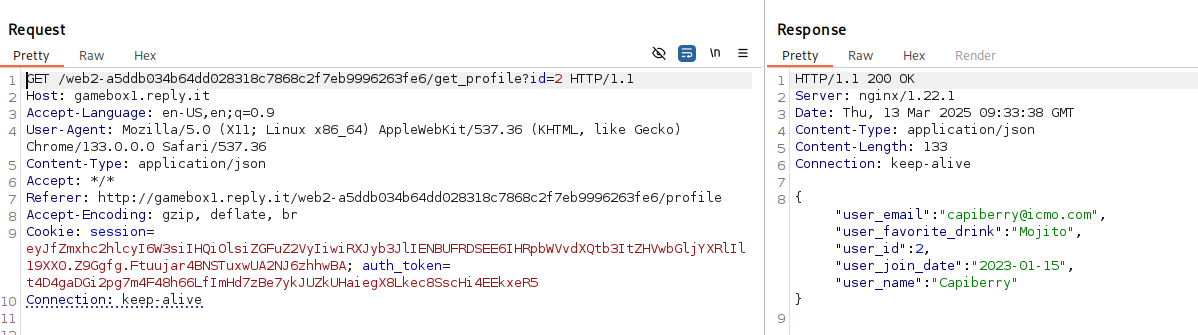 Request
Pretty Raw Hex
\n
1 GET /web2-a5ddb034b64dd028318c7868c2f7eb9996263fe6/get_profile?id=2 HTTP/1.1
2 Host: gamebox1.reply.it
3 Accept-Language: en-US,en;q=0.9
4 User-Agent: Mozilla/5.0 (X11; Linux x86_64) AppleWebKit/537.36 (KHTML, like Gecko)
Chrome/133.0.0.0 Safari/537.36
5 Content-Type: application/json
6 Accept: */*
7 Referer: http://gamebox1.reply.it/web2-a5ddb034b64dd028318c7868c2f7eb9996263fe6/profile
8 Accept-Encoding: gzip, deflate, br
9 Cookie: session=
eyJfZmxhc2hlcyI6W3siIHQiOlsiZGFuZ2VyIiwiRXJyb3JlIENBUFRDSEE6IHRpbWVvdXQtb3ItZHVwbGljYXRlIl
19XX0.Z9Ggfg.Ftuujar4BNSTuxwUA2NJ6zhhwBA; auth_token=
t4D4gaDGi2pg7m4F48h66LfImHd7zBe7ykJUZkUHaiegX8Lkec8SscHi4EEkxeR5
10 Connection: keep-alive
11
12
Response
Pretty Raw Hex Render
1 HTTP/1.1 200 OK
2 Server: nginx/1.22.1
3 Date: Thu, 13 Mar 2025 09:33:38 GMT
4 Content-Type: application/json
5 Content-Length: 133
6 Connection: keep-alive
7
8 {
"user_email":"capiberry@icmo.com",
"user_favorite_drink":"Mojito",
"user_id":2,
"user_join_date":"2023-01-15",
"user_name":"Capiberry"
}
9